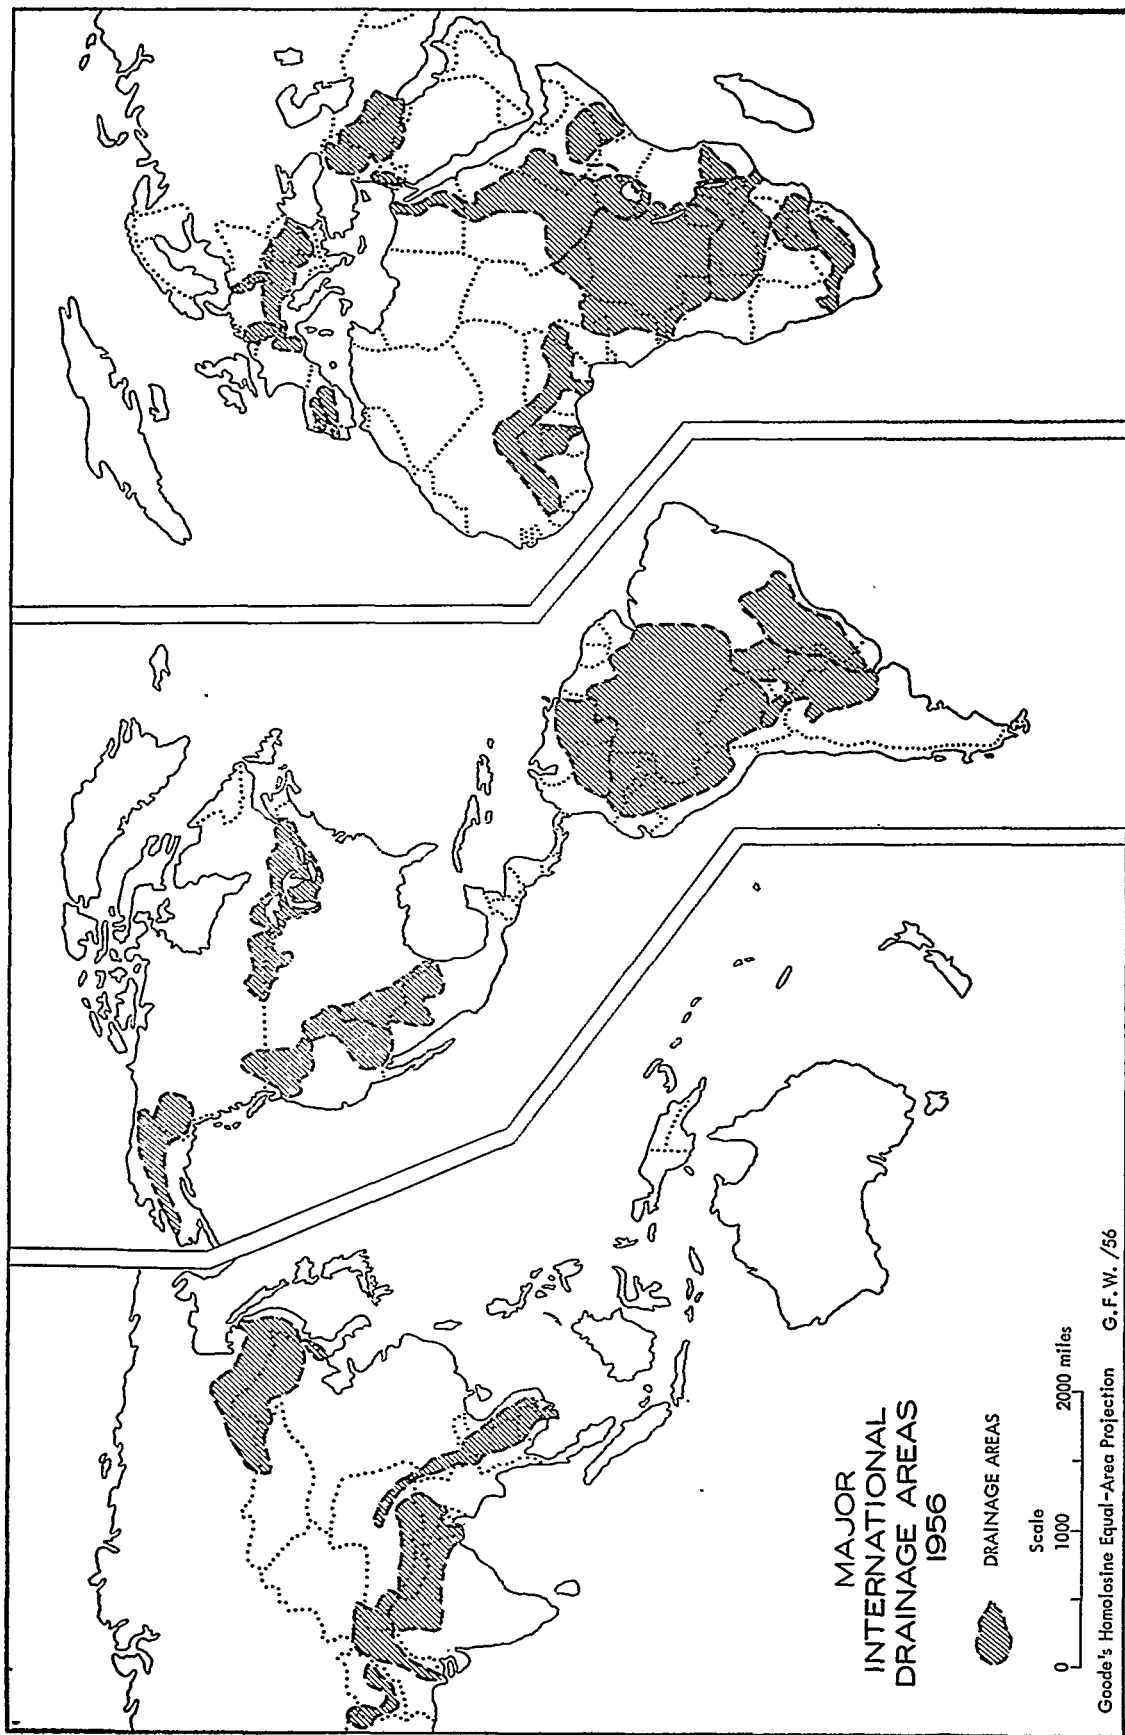 MAJOR
INTERNATIONAL
DRAINAGE AREAS
1956
DRAINAGE AREAS
Scale
0 1000 2000 miles
Goode's Homolosine Equal-Area Projection G.F.W. /56